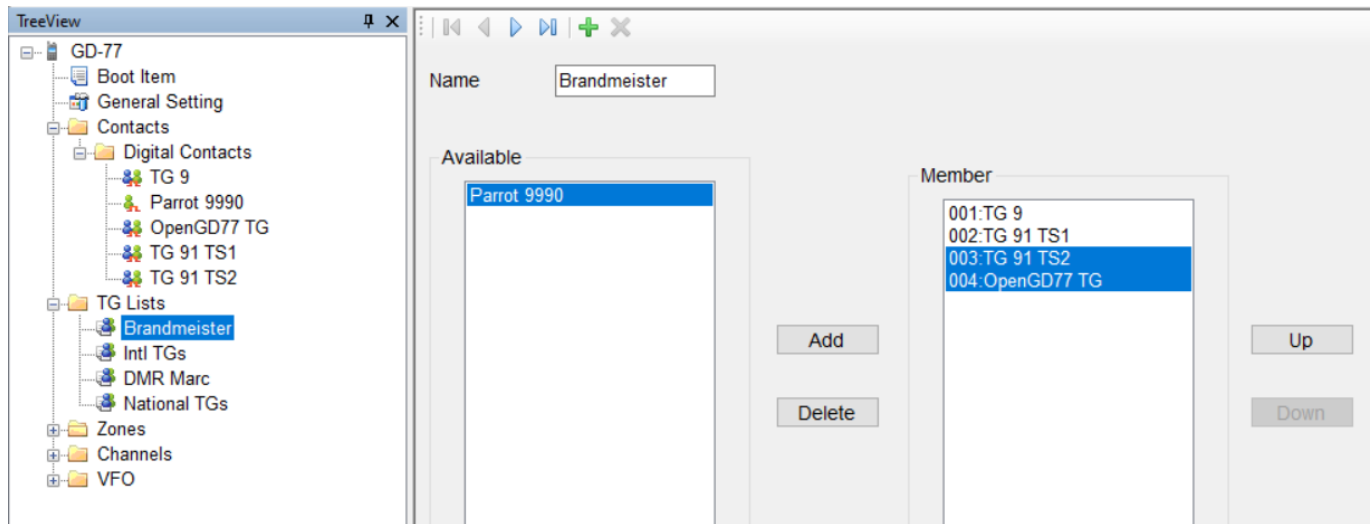 TreeView
GD-77
Boot Item
General Setting
Contacts
Digital Contacts
TG 9
Parrot 9990
OpenGD77 TG
TG 91 TS1
TG 91 TS2
TG Lists
Brandmeister
Intl TGs
DMR Marc
National TGs
Zones
Channels
VFO
Name
Brandmeister
Available
Parrot 9990
Add
Delete
Member
001:TG 9
002:TG 91 TS1
003:TG 91 TS2
004:OpenGD77 TG
Up
Down